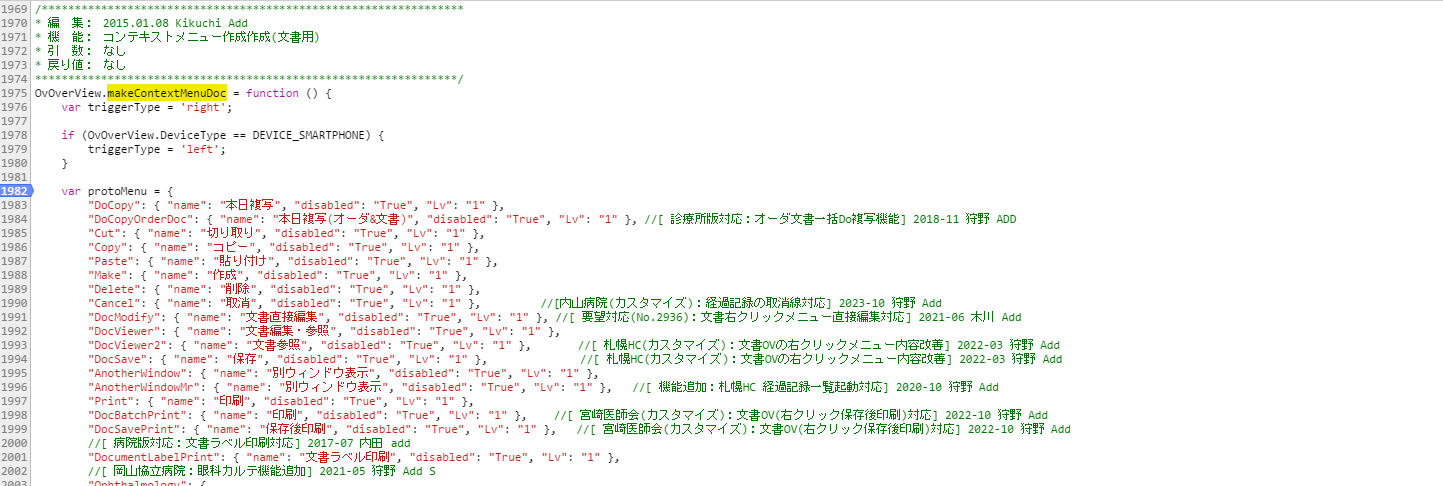 1969 /****************************************************************
1970 * 編　集： 2015.01.08 Kikuchi Add
1971 * 機　能： コンテキストメニュー作成作成(文書用)
1972 * 引　数： なし
1973 * 戻り値： なし
1974 ****************************************************************/
1975 OvOverView.makeContextMenuDoc = function () {
1976 var triggerType = 'right';
1977
1978 if (OvOverView.DeviceType == DEVICE_SMARTPHONE) {
1979 triggerType = 'left';
1980 }
1981
1982 var protoMenu = {
1983 "DoCopy": { "name": "本日複写", "disabled": "True", "Lv": "1" },
1984 "DoCopyOrderDoc": { "name": "本日複写(オーダ&文書)", "disabled": "True", "Lv": "1" }, //[ 診療所版対応：オーダ文書一括Do複写機能] 2018-11 狩野 ADD
1985 "Cut": { "name": "切り取り", "disabled": "True", "Lv": "1" },
1986 "Copy": { "name": "コピー", "disabled": "True", "Lv": "1" },
1987 "Paste": { "name": "貼り付け", "disabled": "True", "Lv": "1" },
1988 "Make": { "name": "作成", "disabled": "True", "Lv": "1" },
1989 "Delete": { "name": "削除", "disabled": "True", "Lv": "1" },
1990 "Cancel": { "name": "取消", "disabled": "True", "Lv": "1" }, //[内山病院(カスタマイズ)：経過記録の取消線対応] 2023-10 狩野 Add
1991 "DocModify": { "name": "文書直接編集", "disabled": "True", "Lv": "1" }, //[ 要望対応(No.2936)：文書右クリックメニュー直接編集対応] 2021-06 木川 Add
1992 "DocViewer": { "name": "文書編集・参照", "disabled": "True", "Lv": "1" },
1993 "DocViewer2": { "name": "文書参照", "disabled": "True", "Lv": "1" }, //[ 札幌HC(カスタマイズ)：文書OVの右クリックメニュー内容改善] 2022-03 狩野 Add
1994 "DocSave": { "name": "保存", "disabled": "True", "Lv": "1" }, //[ 札幌HC(カスタマイズ)：文書OVの右クリックメニュー内容改善] 2022-03 狩野 Add
1995 "AnotherWindow": { "name": "別ウィンドウ表示", "disabled": "True", "Lv": "1" },
1996 "AnotherWindowMr": { "name": "別ウィンドウ表示", "disabled": "True", "Lv": "1" }, //[ 機能追加：札幌HC 経過記録一覧起動対応] 2020-10 狩野 Add
1997 "Print": { "name": "印刷", "disabled": "True", "Lv": "1" },
1998 "DocBatchPrint": { "name": "印刷", "disabled": "True", "Lv": "1" }, //[ 宮崎医師会(カスタマイズ)：文書OV(右クリック保存後印刷)対応] 2022-10 狩野 Add
1999 "DocSavePrint": { "name": "保存後印刷", "disabled": "True", "Lv": "1" }, //[ 宮崎医師会(カスタマイズ)：文書OV(右クリック保存後印刷)対応] 2022-10 狩野 Add
2000 //[ 病院版対応：文書ラベル印刷対応] 2017-07 内田 add
2001 "DocumentLabelPrint": { "name": "文書ラベル印刷", "disabled": "True", "Lv": "1" },
2002 //[ 岡山協立病院：眼科カルテ機能追加] 2021-05 狩野 Add S
2003 "Ophthalmology": {